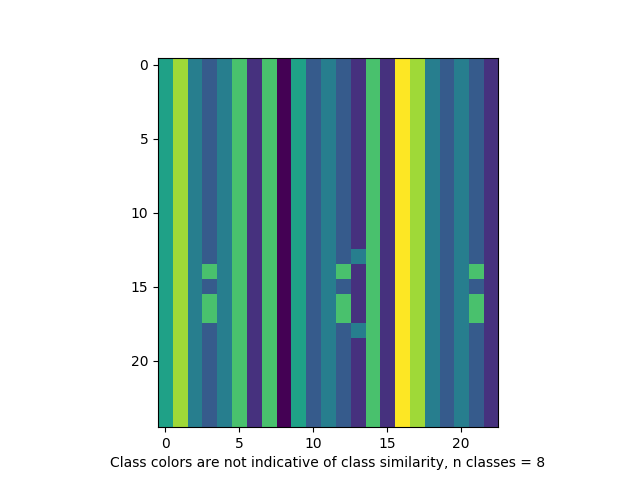 0
5
10
15
20
0 5 10 15 20
Class colors are not indicative of class similarity, n classes = 8